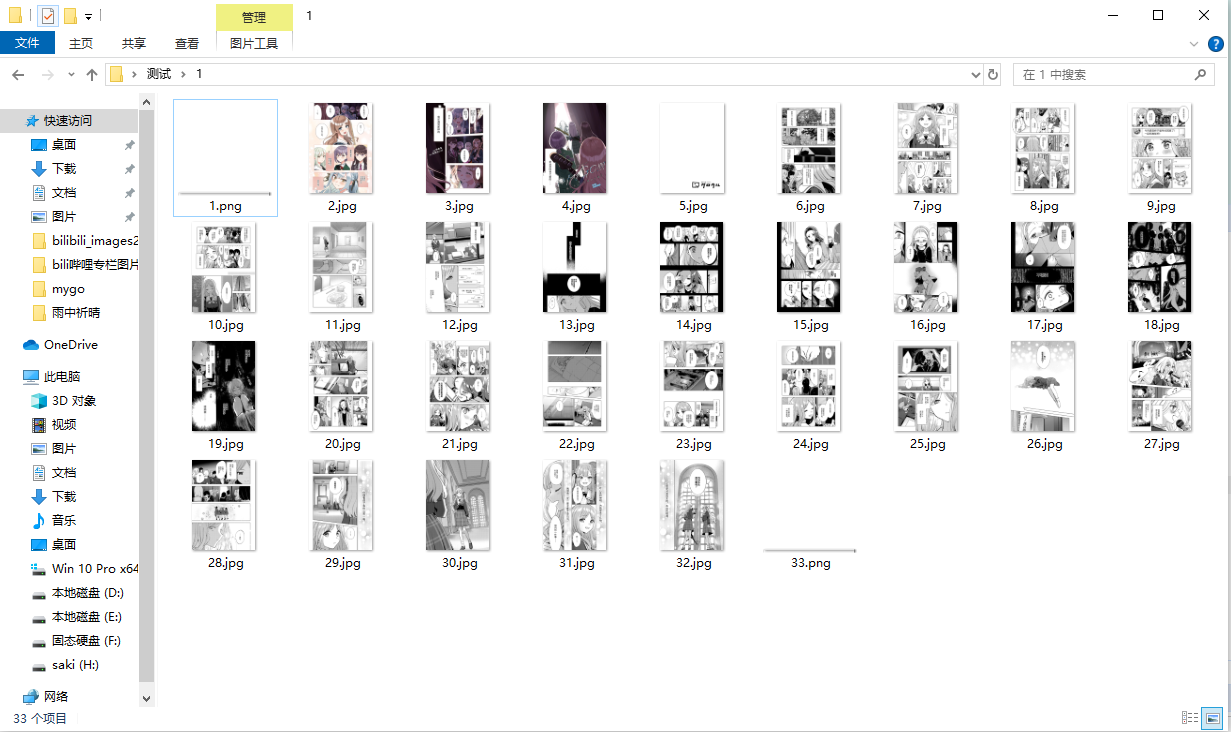 管理
1
文件
主页
共享
查看
图片工具
测试
1
在 1 中搜索
快速访问
桌面
下载
文档
图片
bilibili_images2
bili哔哩专栏图片
mygo
雨中祈晴
OneDrive
此电脑
3D 对象
视频
图片
文档
下载
音乐
桌面
Win 10 Pro x64
本地磁盘 (D:)
本地磁盘 (E:)
固态硬盘 (F:)
saki (H:)
网络
1.png
2.jpg
3.jpg
4.jpg
5.jpg
6.jpg
7.jpg
8.jpg
9.jpg
10.jpg
11.jpg
12.jpg
13.jpg
14.jpg
15.jpg
16.jpg
17.jpg
18.jpg
19.jpg
20.jpg
21.jpg
22.jpg
23.jpg
24.jpg
25.jpg
26.jpg
27.jpg
28.jpg
29.jpg
30.jpg
31.jpg
32.jpg
33.png
33 个项目